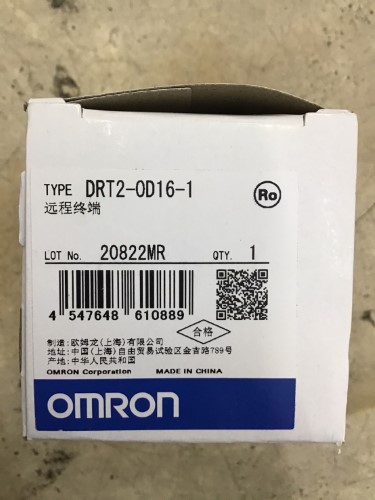 TYPE DRT2-OD16-1
Ro
远程终端
LOT No. 20822MR QTY. 1
4 547648 610889
合格
制造: 欧姆龙(上海)有限公司
地址: 中国(上海)自由贸易试验区金吉路789号
产地: 中华人民共和国
OMRON Corporation MADE IN CHINA
OMRON